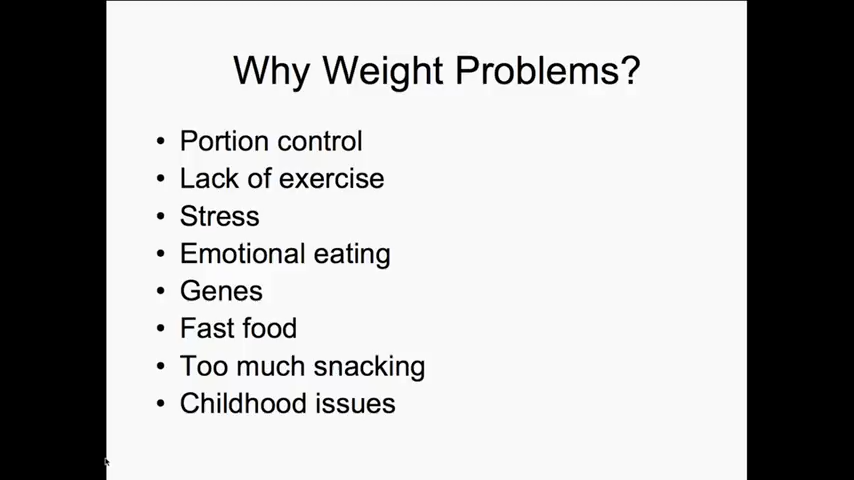 Why Weight Problems?
• Portion control
• Lack of exercise
• Stress
• Emotional eating
• Genes
• Fast food
• Too much snacking
• Childhood issues